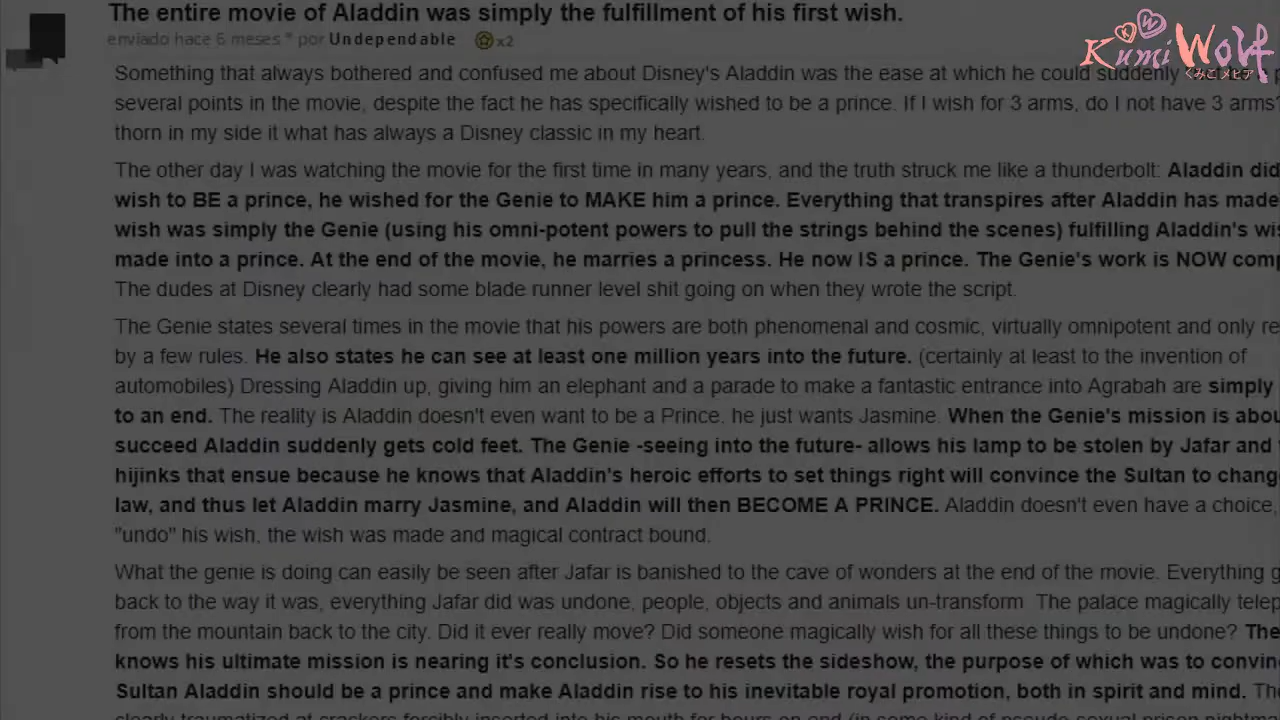 The entire movie of Aladdin was simply the fulfillment of his first wish.
enviado hace 6 meses * por Undependable x2
KumiWolf
Something that always bothered and confused me about Disney's Aladdin was the ease at which he could suddenly
several points in the movie, despite the fact he has specifically wished to be a prince. If I wish for 3 arms, do I not have 3 arms?
thorn in my side it what has always a Disney classic in my heart.
The other day I was watching the movie for the first time in many years, and the truth struck me like a thunderbolt: Aladdin did
wish to BE a prince, he wished for the Genie to MAKE him a prince. Everything that transpires after Aladdin has made
wish was simply the Genie (using his omni-potent powers to pull the strings behind the scenes) fulfilling Aladdin's wi
made into a prince. At the end of the movie, he marries a princess. He now IS a prince. The Genie's work is NOW comp
The dudes at Disney clearly had some blade runner level shit going on when they wrote the script.
The Genie states several times in the movie that his powers are both phenomenal and cosmic, virtually omnipotent and only re
by a few rules. He also states he can see at least one million years into the future. (certainly at least to the invention of
automobiles) Dressing Aladdin up, giving him an elephant and a parade to make a fantastic entrance into Agrabah are simply
to an end. The reality is Aladdin doesn't even want to be a Prince. he just wants Jasmine. When the Genie's mission is abou
succeed Aladdin suddenly gets cold feet. The Genie -seeing into the future- allows his lamp to be stolen by Jafar and
hijinks that ensue because he knows that Aladdin's heroic efforts to set things right will convince the Sultan to chang
law, and thus let Aladdin marry Jasmine, and Aladdin will then BECOME A PRINCE. Aladdin doesn't even have a choice,
"undo" his wish, the wish was made and magical contract bound.
What the genie is doing can easily be seen after Jafar is banished to the cave of wonders at the end of the movie. Everything g
back to the way it was, everything Jafar did was undone, people, objects and animals un-transform The palace magically telep
from the mountain back to the city. Did it ever really move? Did someone magically wish for all these things to be undone? The
knows his ultimate mission is nearing it's conclusion. So he resets the sideshow, the purpose of which was to convin
Sultan Aladdin should be a prince and make Aladdin rise to his inevitable royal promotion, both in spirit and mind. Th